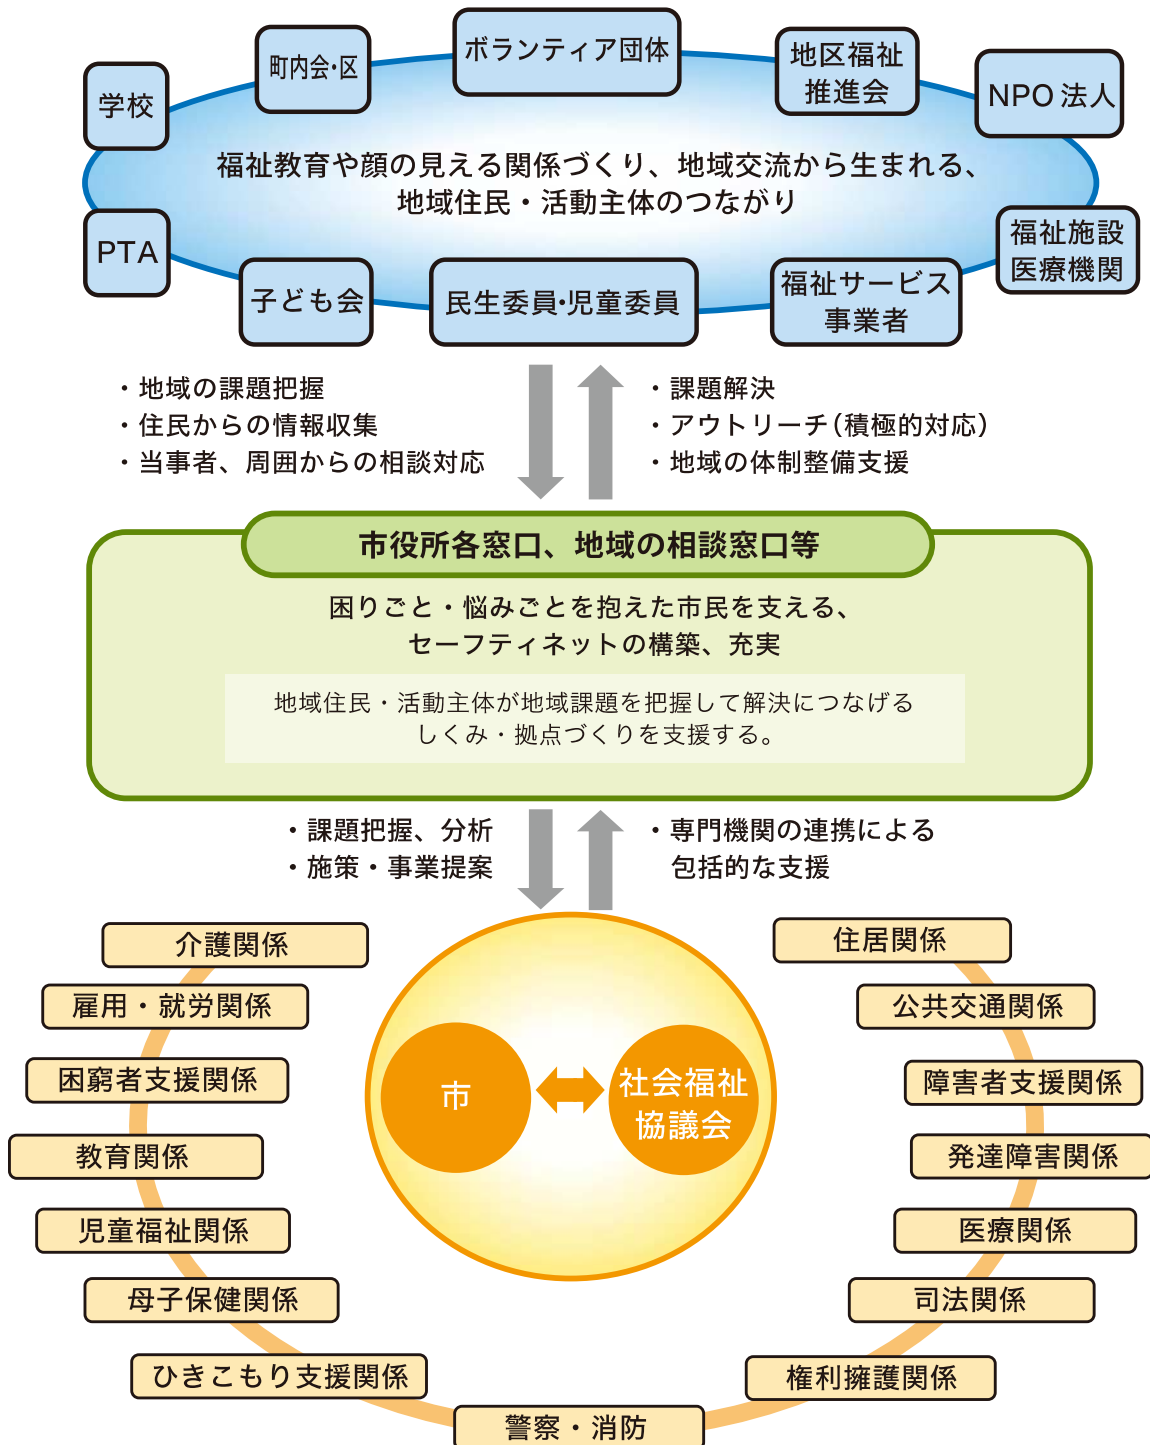 ボランティア団体
町内会・区
地区福祉
推進会
学校
NPO法人
福祉教育や顔の見える関係づくり、地域交流から生まれる、
地域住民・活動主体のつながり
PTA
福祉施設
医療機関
子ども会
民生委員・児童委員
福祉サービス
事業者
・地域の課題把握
・住民からの情報収集
・当事者、周囲からの相談対応
・課題解決
・アウトリーチ（積極的対応）
・地域の体制整備支援
市役所各窓口、地域の相談窓口等
困りごと・悩みごとを抱えた市民を支える、
セーフティネットの構築、充実
地域住民・活動主体が地域課題を把握して解決につなげる
しくみ・拠点づくりを支援する。
・課題把握、分析
・施策・事業提案
・専門機関の連携による
包括的な支援
市
社会福祉
協議会
介護関係
雇用・就労関係
困窮者支援関係
教育関係
児童福祉関係
母子保健関係
ひきこもり支援関係
警察・消防
住居関係
公共交通関係
障害者支援関係
発達障害関係
医療関係
司法関係
権利擁護関係